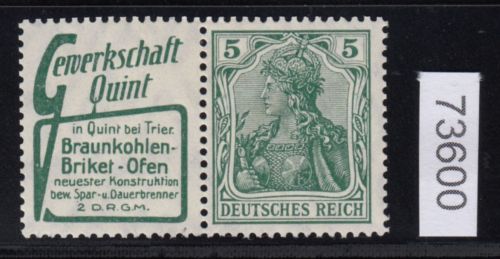 Gewerkschaft
Quint
in Quint bei Trier.
Braunkohlen-
Briket-Ofen
neuester Konstruktion
bew. Spar- u. Dauerbrenner
2 D.R.G.M.
5 5
DEUTSCHES REICH
73600